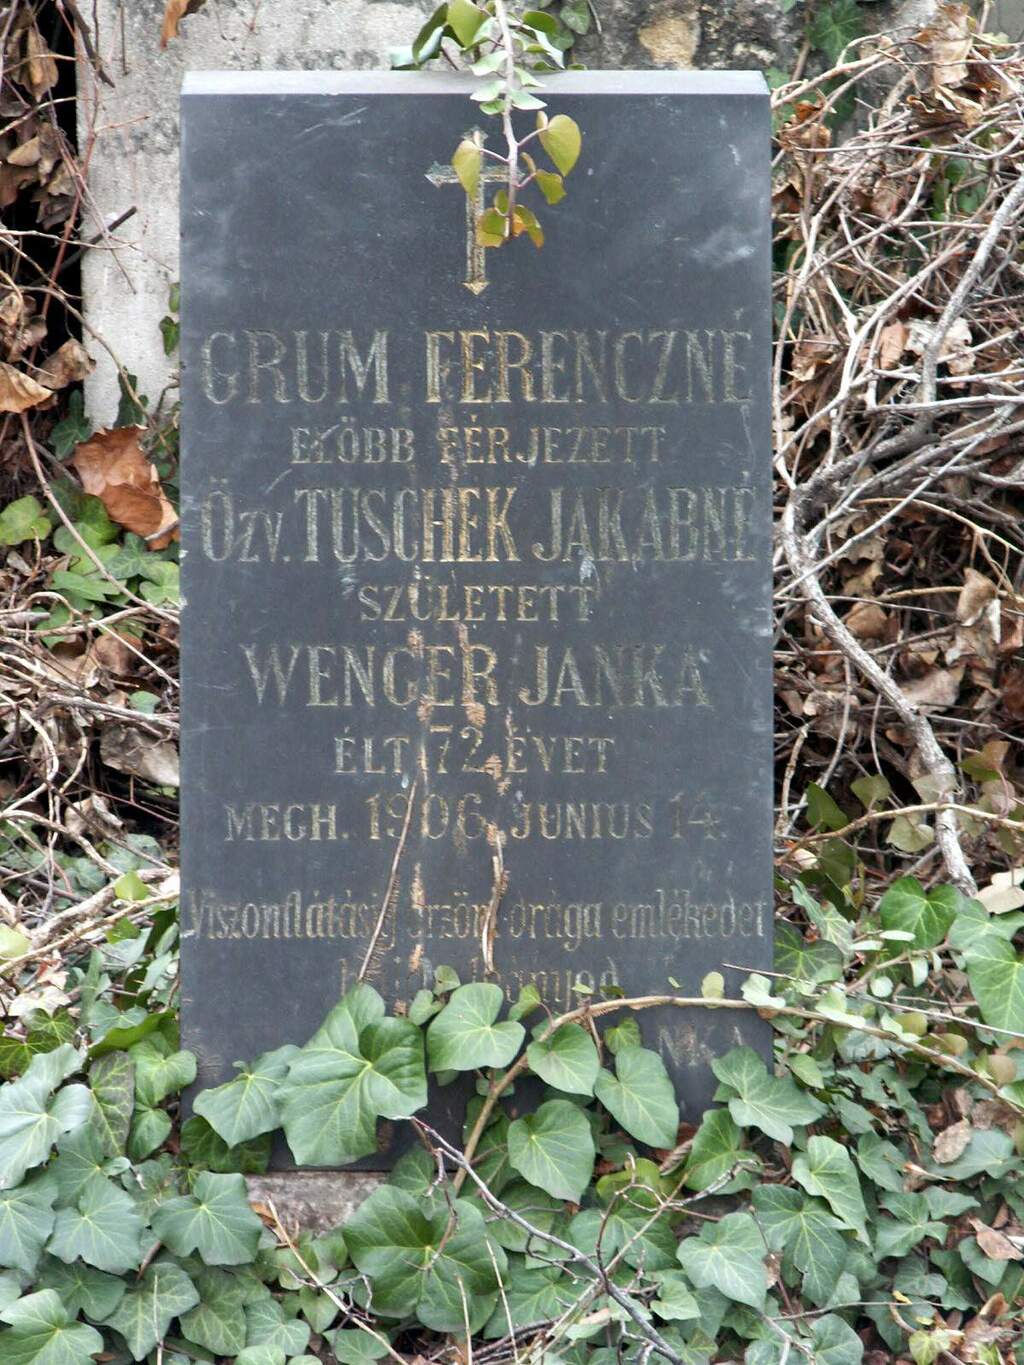 GRUM FERENCZNÉ
ELŐBB FÉRJEZETT
ÖZV. TUSCHEK JAKABNÉ
SZÜLETETT
WENGER JANKA
ÉLT 72 ÉVET
MEGH. 1906 JUNIUS 14.
Viszontlátásig őrzöm drága emlékedet
leányod